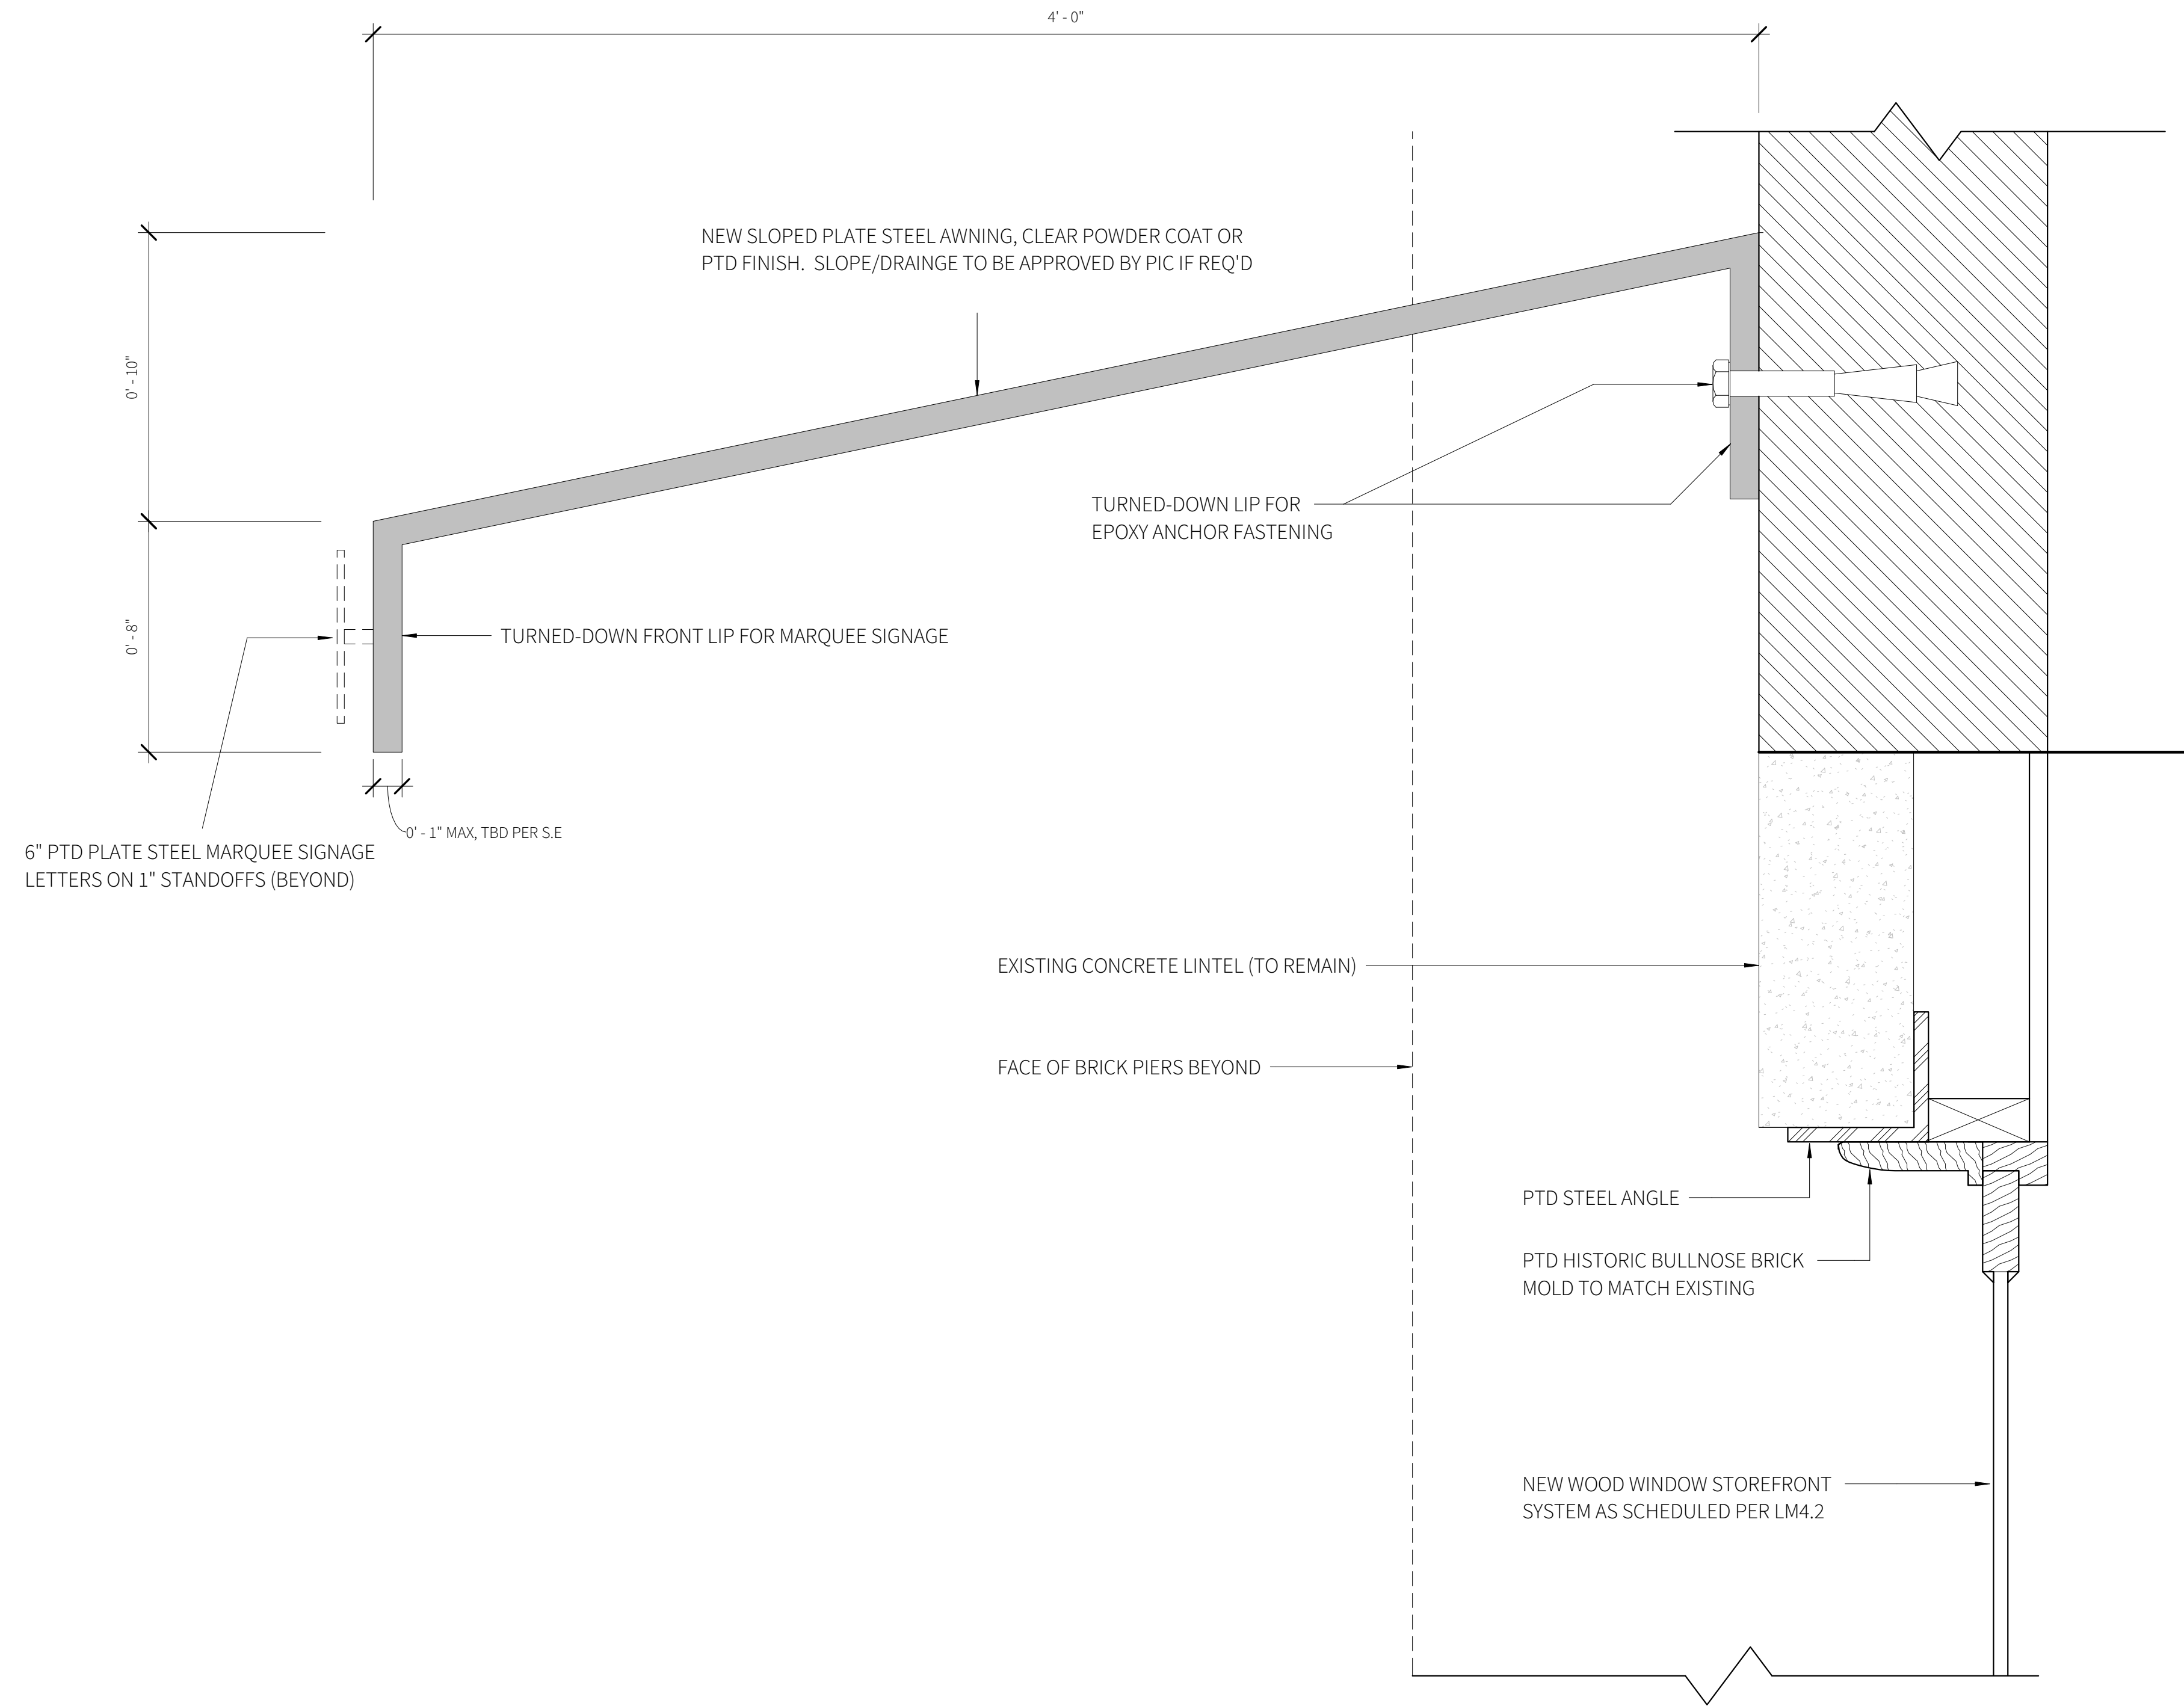 4' - 0"
NEW SLOPED PLATE STEEL AWNING, CLEAR POWDER COAT OR
PTD FINISH.  SLOPE/DRAINGE TO BE APPROVED BY PIC IF REQ'D
0' - 10"
TURNED-DOWN LIP FOR
EPOXY ANCHOR FASTENING
0' - 8"
TURNED-DOWN FRONT LIP FOR MARQUEE SIGNAGE
0' - 1" MAX, TBD PER S.E
6" PTD PLATE STEEL MARQUEE SIGNAGE
LETTERS ON 1" STANDOFFS (BEYOND)
EXISTING CONCRETE LINTEL (TO REMAIN)
FACE OF BRICK PIERS BEYOND
PTD STEEL ANGLE
PTD HISTORIC BULLNOSE BRICK
MOLD TO MATCH EXISTING
NEW WOOD WINDOW STOREFRONT
SYSTEM AS SCHEDULED PER LM4.2